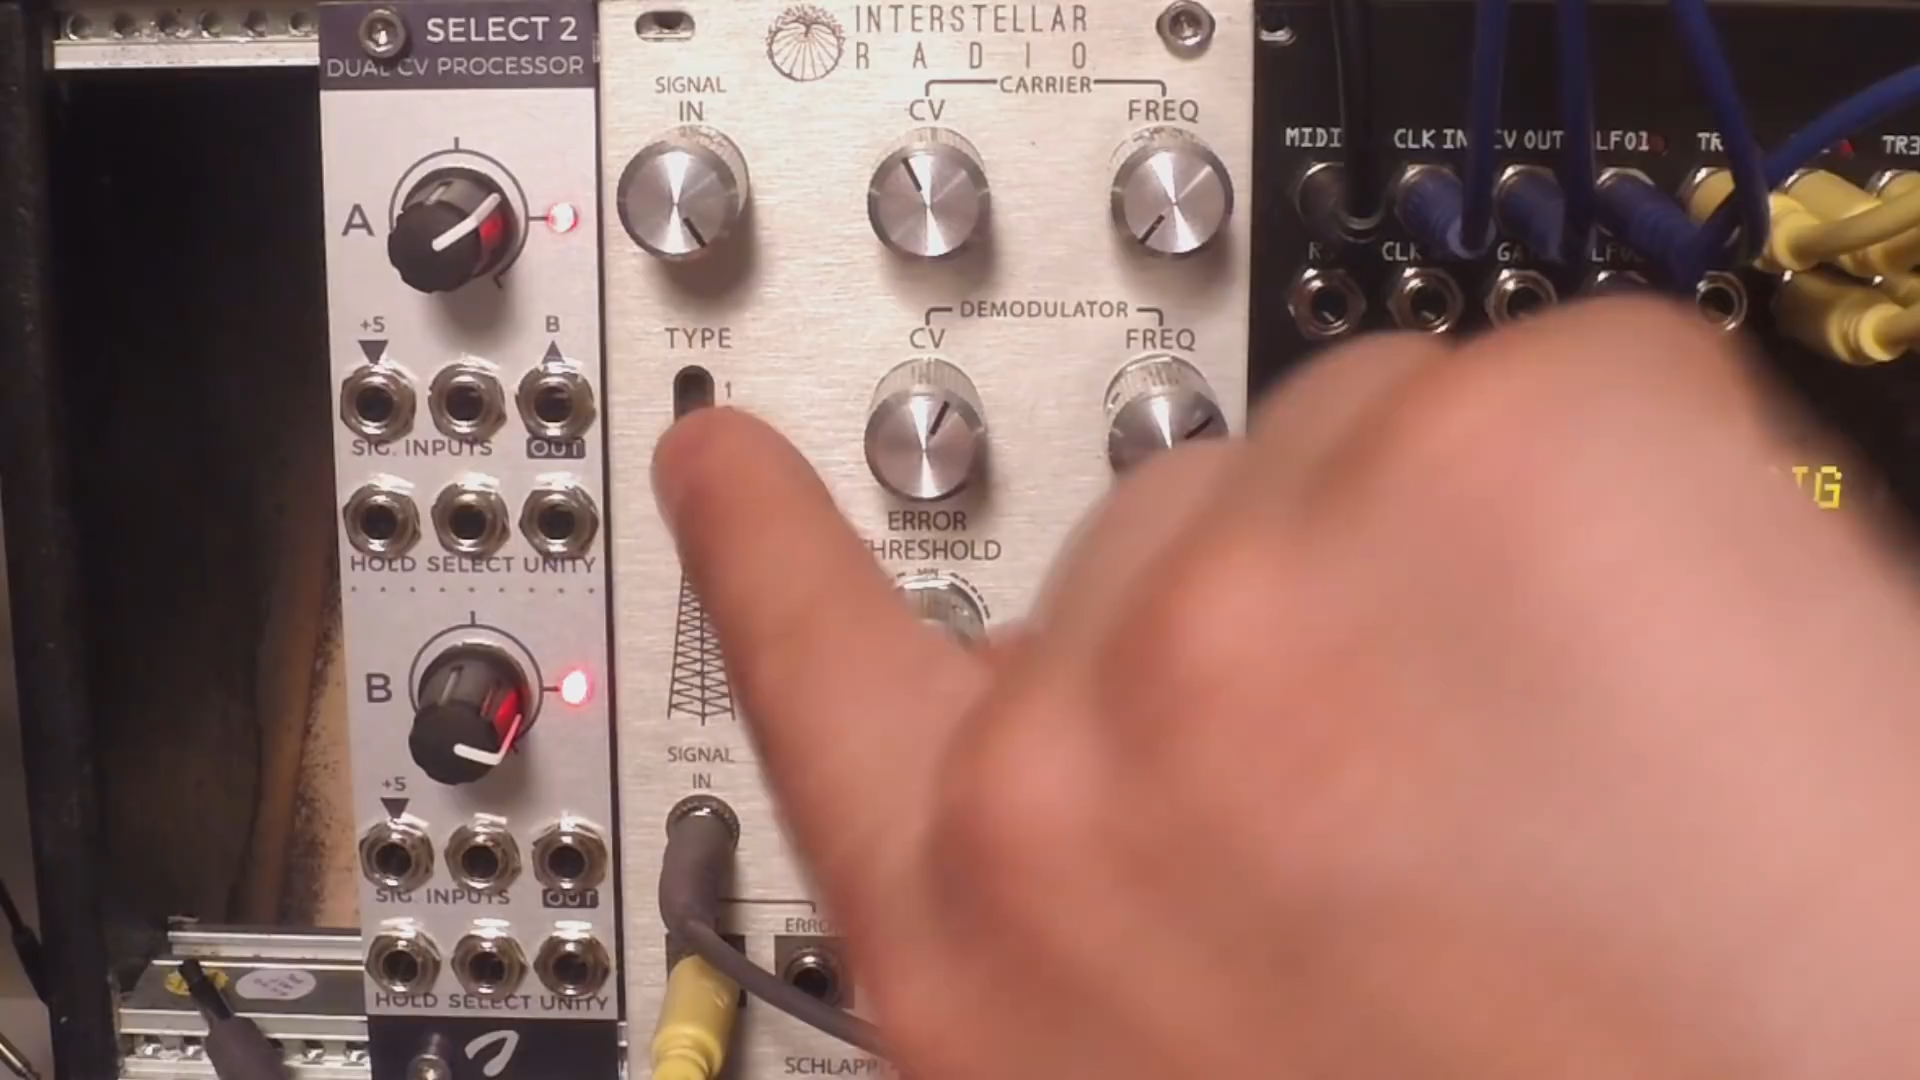 SELECT 2
DUAL CV PROCESSOR
A
+5
B
SIG. INPUTS
OUT
HOLD SELECT UNITY
B
+5
SIG. INPUTS
OUT
HOLD SELECT UNITY
INTERSTELLAR
RADIO
SIGNAL
IN
CARRIER
CV
FREQ
TYPE
1
DEMODULATOR
CV
FREQ
ERROR
THRESHOLD
MIN
SIGNAL
IN
MIDI
CLK IN
CV OUT
LFO1
TR3